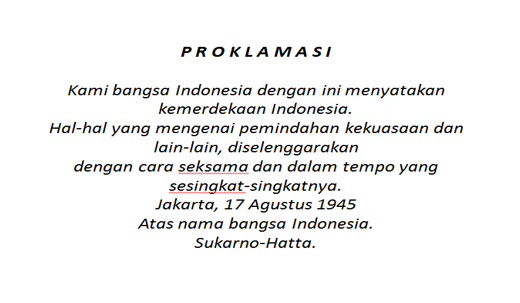 P R O K L A M A S I
Kami bangsa Indonesia dengan ini menyatakan
kemerdekaan Indonesia.
Hal-hal yang mengenai pemindahan kekuasaan dan
lain-lain, diselenggarakan
dengan cara seksama dan dalam tempo yang
sesingkat-singkatnya.
Jakarta, 17 Agustus 1945
Atas nama bangsa Indonesia.
Sukarno-Hatta.